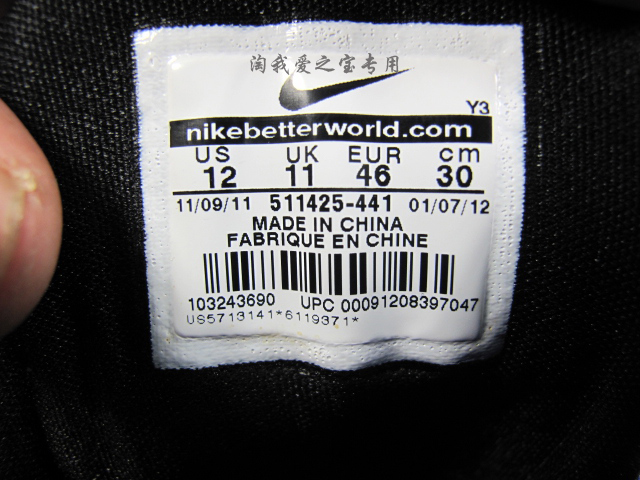 淘我爱之宝专用
Y3
nikebetterworld.com
US UK EUR cm
12 11 46 30
11/09/11 511425-441 01/07/12
MADE IN CHINA
FABRIQUE EN CHINE
103243690 UPC 00091208397047
US5713141*6119371*